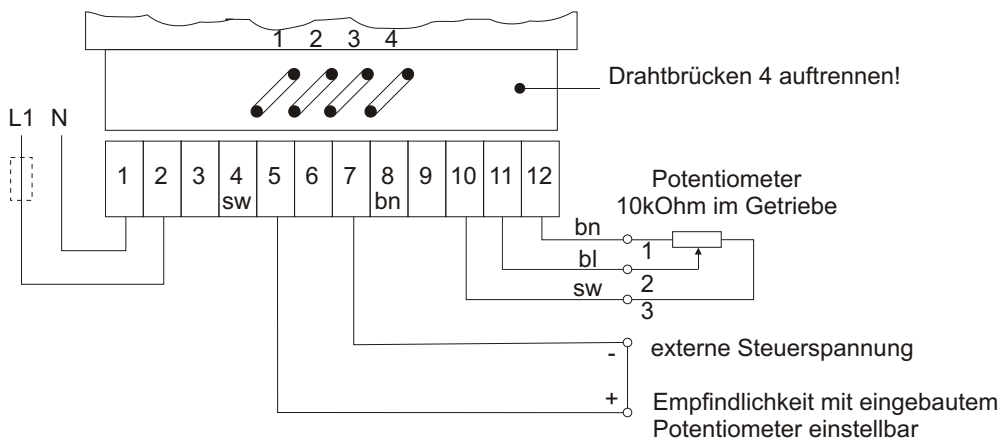 1 2 3 4
Drahtbrücken 4 auftrennen!
L1 N
1 2 3 4 5 6 7 8 9 10 11 12
sw bn
Potentiometer
10kOhm im Getriebe
bn
1
bl
2
sw
3
- externe Steuerspannung
+ Empfindlichkeit mit eingebautem
Potentiometer einstellbar